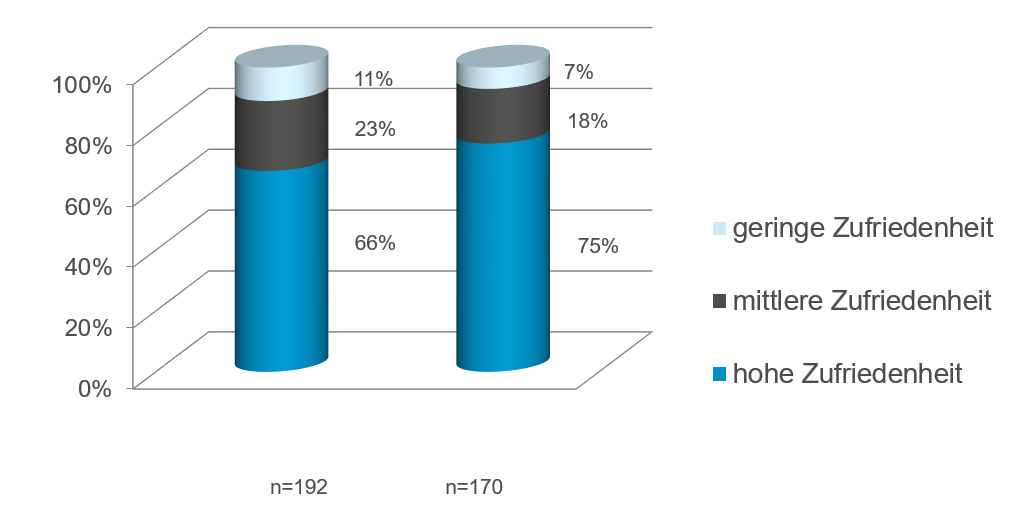 100%
80%
60%
40%
20%
0%
11%
23%
66%
7%
18%
75%
geringe Zufriedenheit
mittlere Zufriedenheit
hohe Zufriedenheit
n=192
n=170